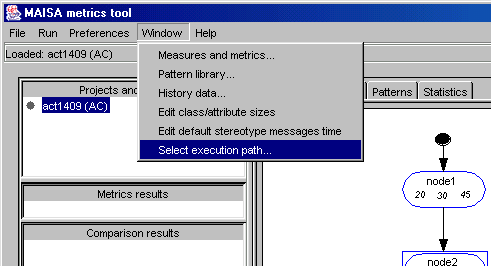 MAISA metrics tool
File Run Preferences Window Help
Loaded: act1409 (AC)
Measures and metrics...
Pattern library...
History data...
Edit class/attribute sizes
Edit default stereotype messages time
Select execution path...
Projects and
act1409 (AC)
Metrics results
Comparison results
Patterns Statistics
node1
20 30 45
node2